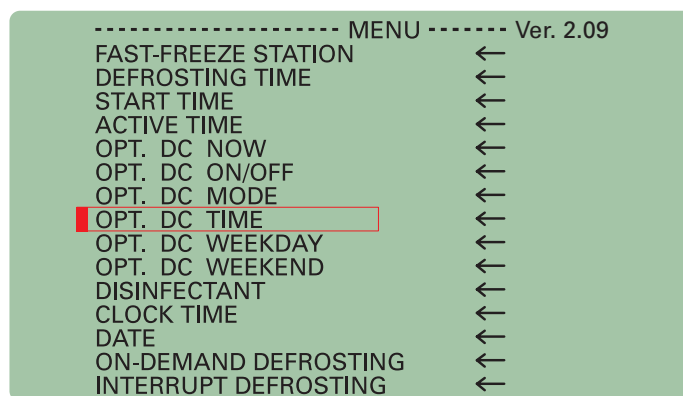 --------------------- MENU ------- Ver. 2.09
FAST-FREEZE STATION ←
DEFROSTING TIME ←
START TIME ←
ACTIVE TIME ←
OPT. DC NOW ←
OPT. DC ON/OFF ←
OPT. DC MODE ←
OPT. DC TIME ←
OPT. DC WEEKDAY ←
OPT. DC WEEKEND ←
DISINFECTANT ←
CLOCK TIME ←
DATE ←
ON-DEMAND DEFROSTING ←
INTERRUPT DEFROSTING ←